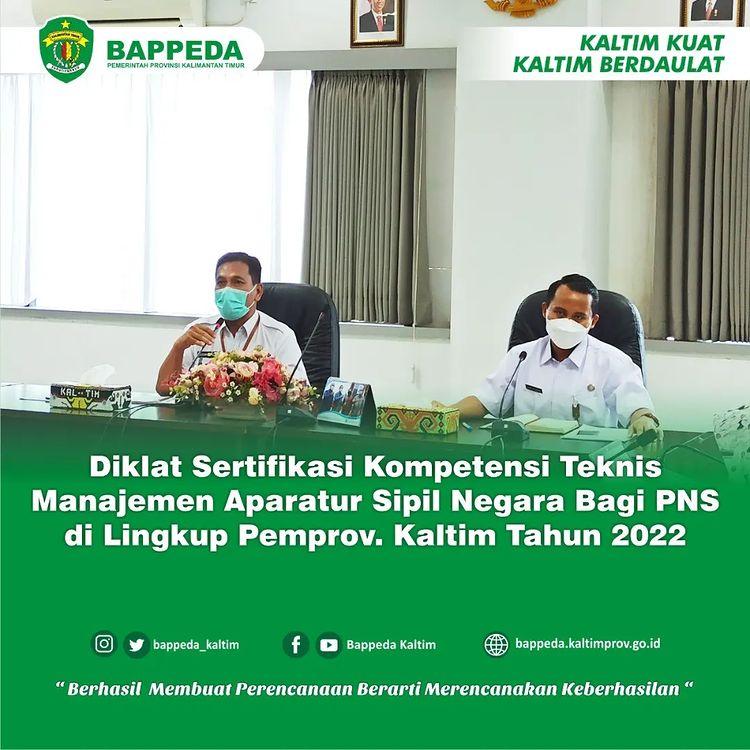 BAPPEDA
PEMERINTAH PROVINSI KALIMANTAN TIMUR
KALTIM KUAT
KALTIM BERDAULAT
KAL-TIM
Diklat Sertifikasi Kompetensi Teknis
Manajemen Aparatur Sipil Negara Bagi PNS
di Lingkup Pemprov. Kaltim Tahun 2022
bappeda_kaltim
Bappeda Kaltim
bappeda.kaltimprov.go.id
“ Berhasil Membuat Perencanaan Berarti Merencanakan Keberhasilan “